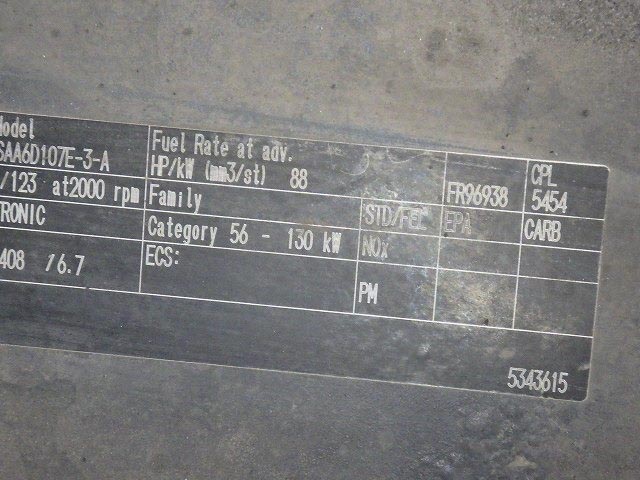 Model
SAA6D107E-3-A
/123 at2000 rpm
TRONIC
408 /6.7
Fuel Rate at adv.
HP/kW (mm3/st) 88
Family
Category 56 - 130 kW
ECS:
FR96938
CPL
5454
STD/FEL
EPA
CARB
NOx
PM
5343615